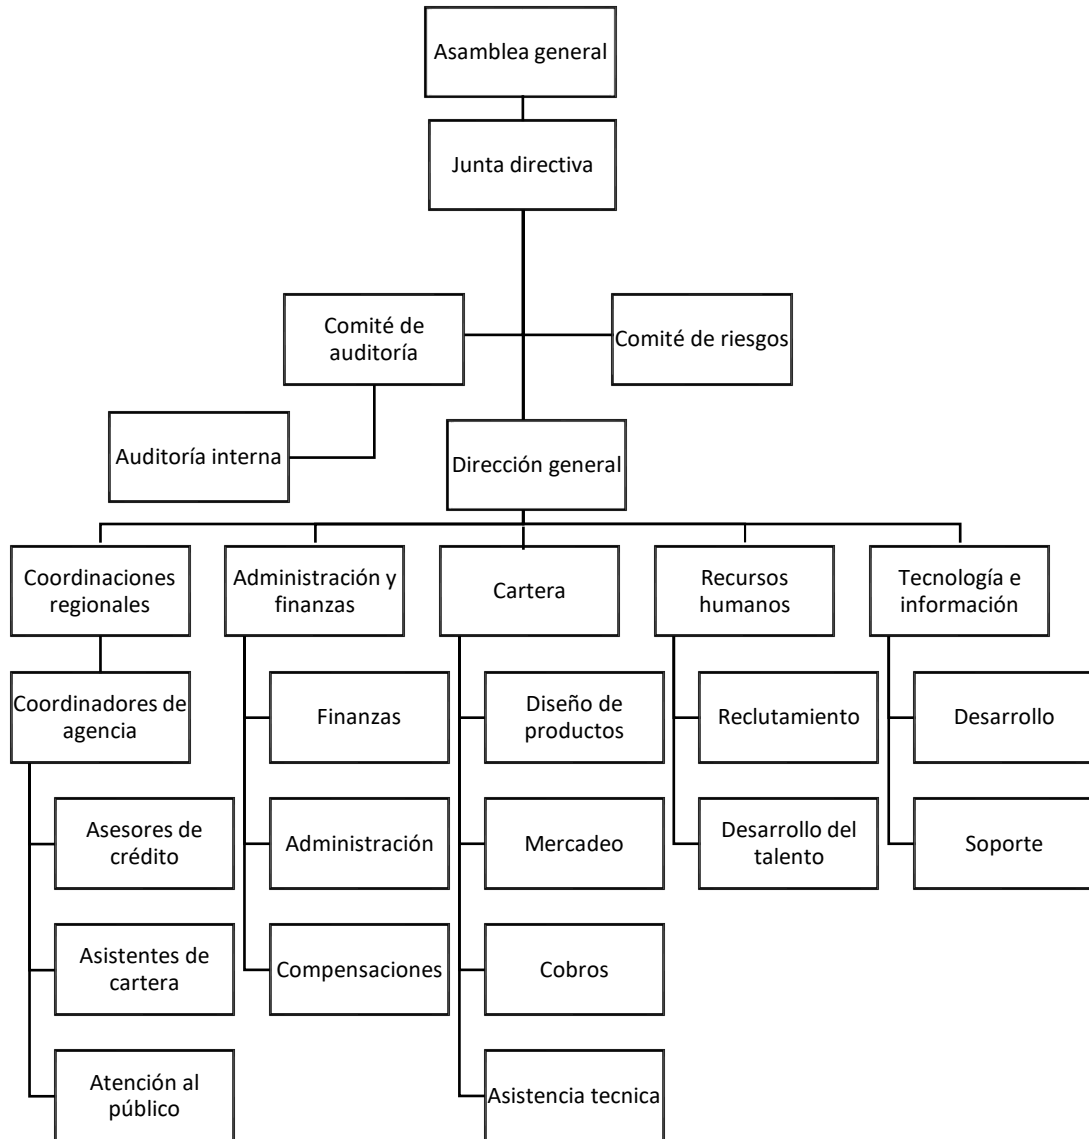 Asamblea general
Junta directiva
Comité de
auditoría
Comité de riesgos
Auditoría interna
Dirección general
Coordinaciones
regionales
Administración y
finanzas
Cartera
Recursos
humanos
Tecnología e
información
Coordinadores de
agencia
Finanzas
Diseño de
productos
Reclutamiento
Desarrollo
Asesores de
crédito
Administración
Mercadeo
Desarrollo del
talento
Soporte
Asistentes de
cartera
Compensaciones
Cobros
Atención al
público
Asistencia tecnica